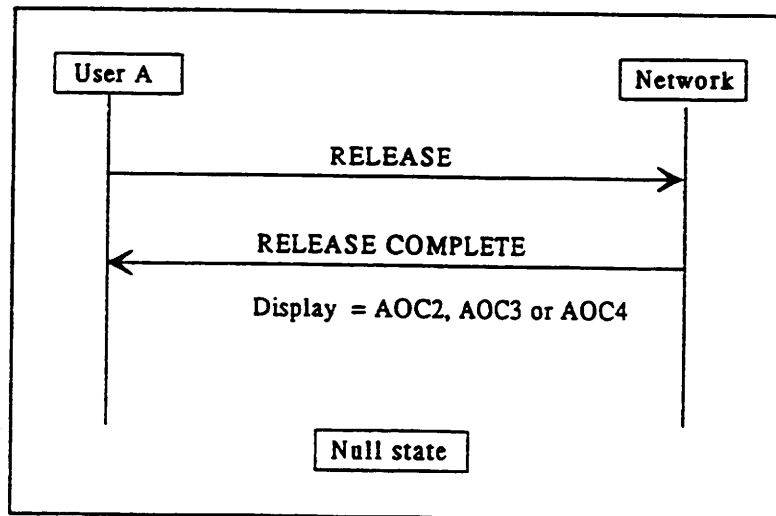 User A
Network
RELEASE
RELEASE COMPLETE
Display = AOC2, AOC3 or AOC4
Null state